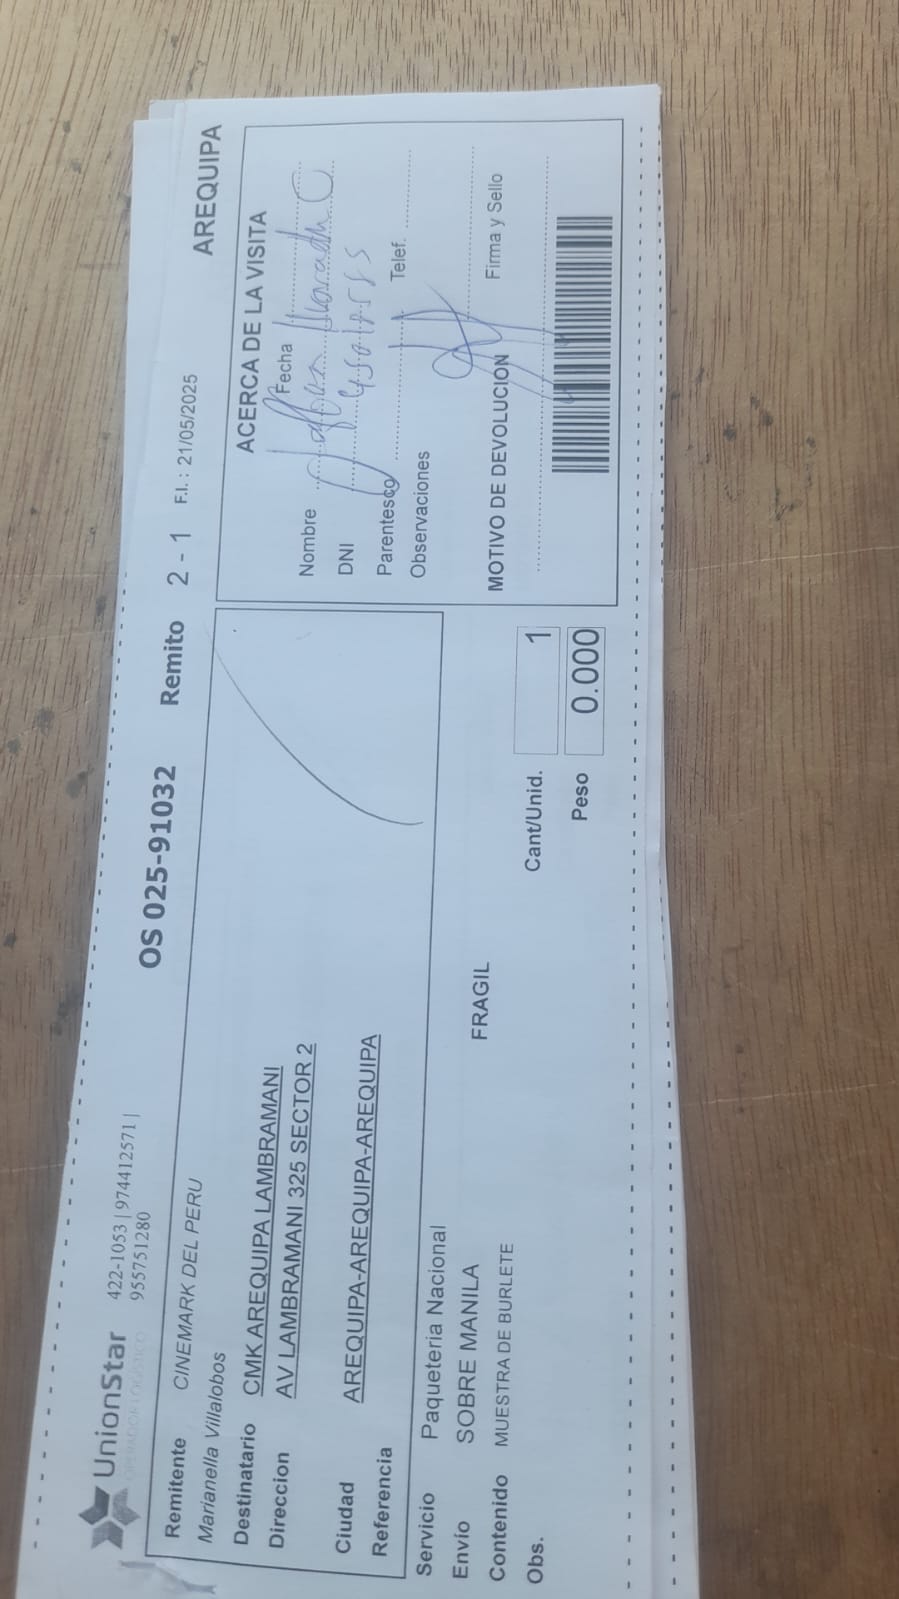 UnionStar
OPERADOR LOGISTICO
422-1053 | 974412571 |
955751280
OS 025-91032
Remito 2 - 1
F.I. : 21/05/2025
AREQUIPA
Remitente CINEMARK DEL PERU
Marianella Villalobos
Destinatario CMK AREQUIPA LAMBRAMANI
Direccion AV LAMBRAMANI 325 SECTOR 2
Ciudad AREQUIPA-AREQUIPA-AREQUIPA
Referencia
Servicio Paqueteria Nacional
Envío SOBRE MANILA
FRAGIL
Contenido MUESTRA DE BURLETE
Obs.
Cant/Unid. 1
Peso 0.000
ACERCA DE LA VISITA
Fecha
Nombre
DNI
Parentesco
Telef.
Observaciones
Firma y Sello
MOTIVO DE DEVOLUCION